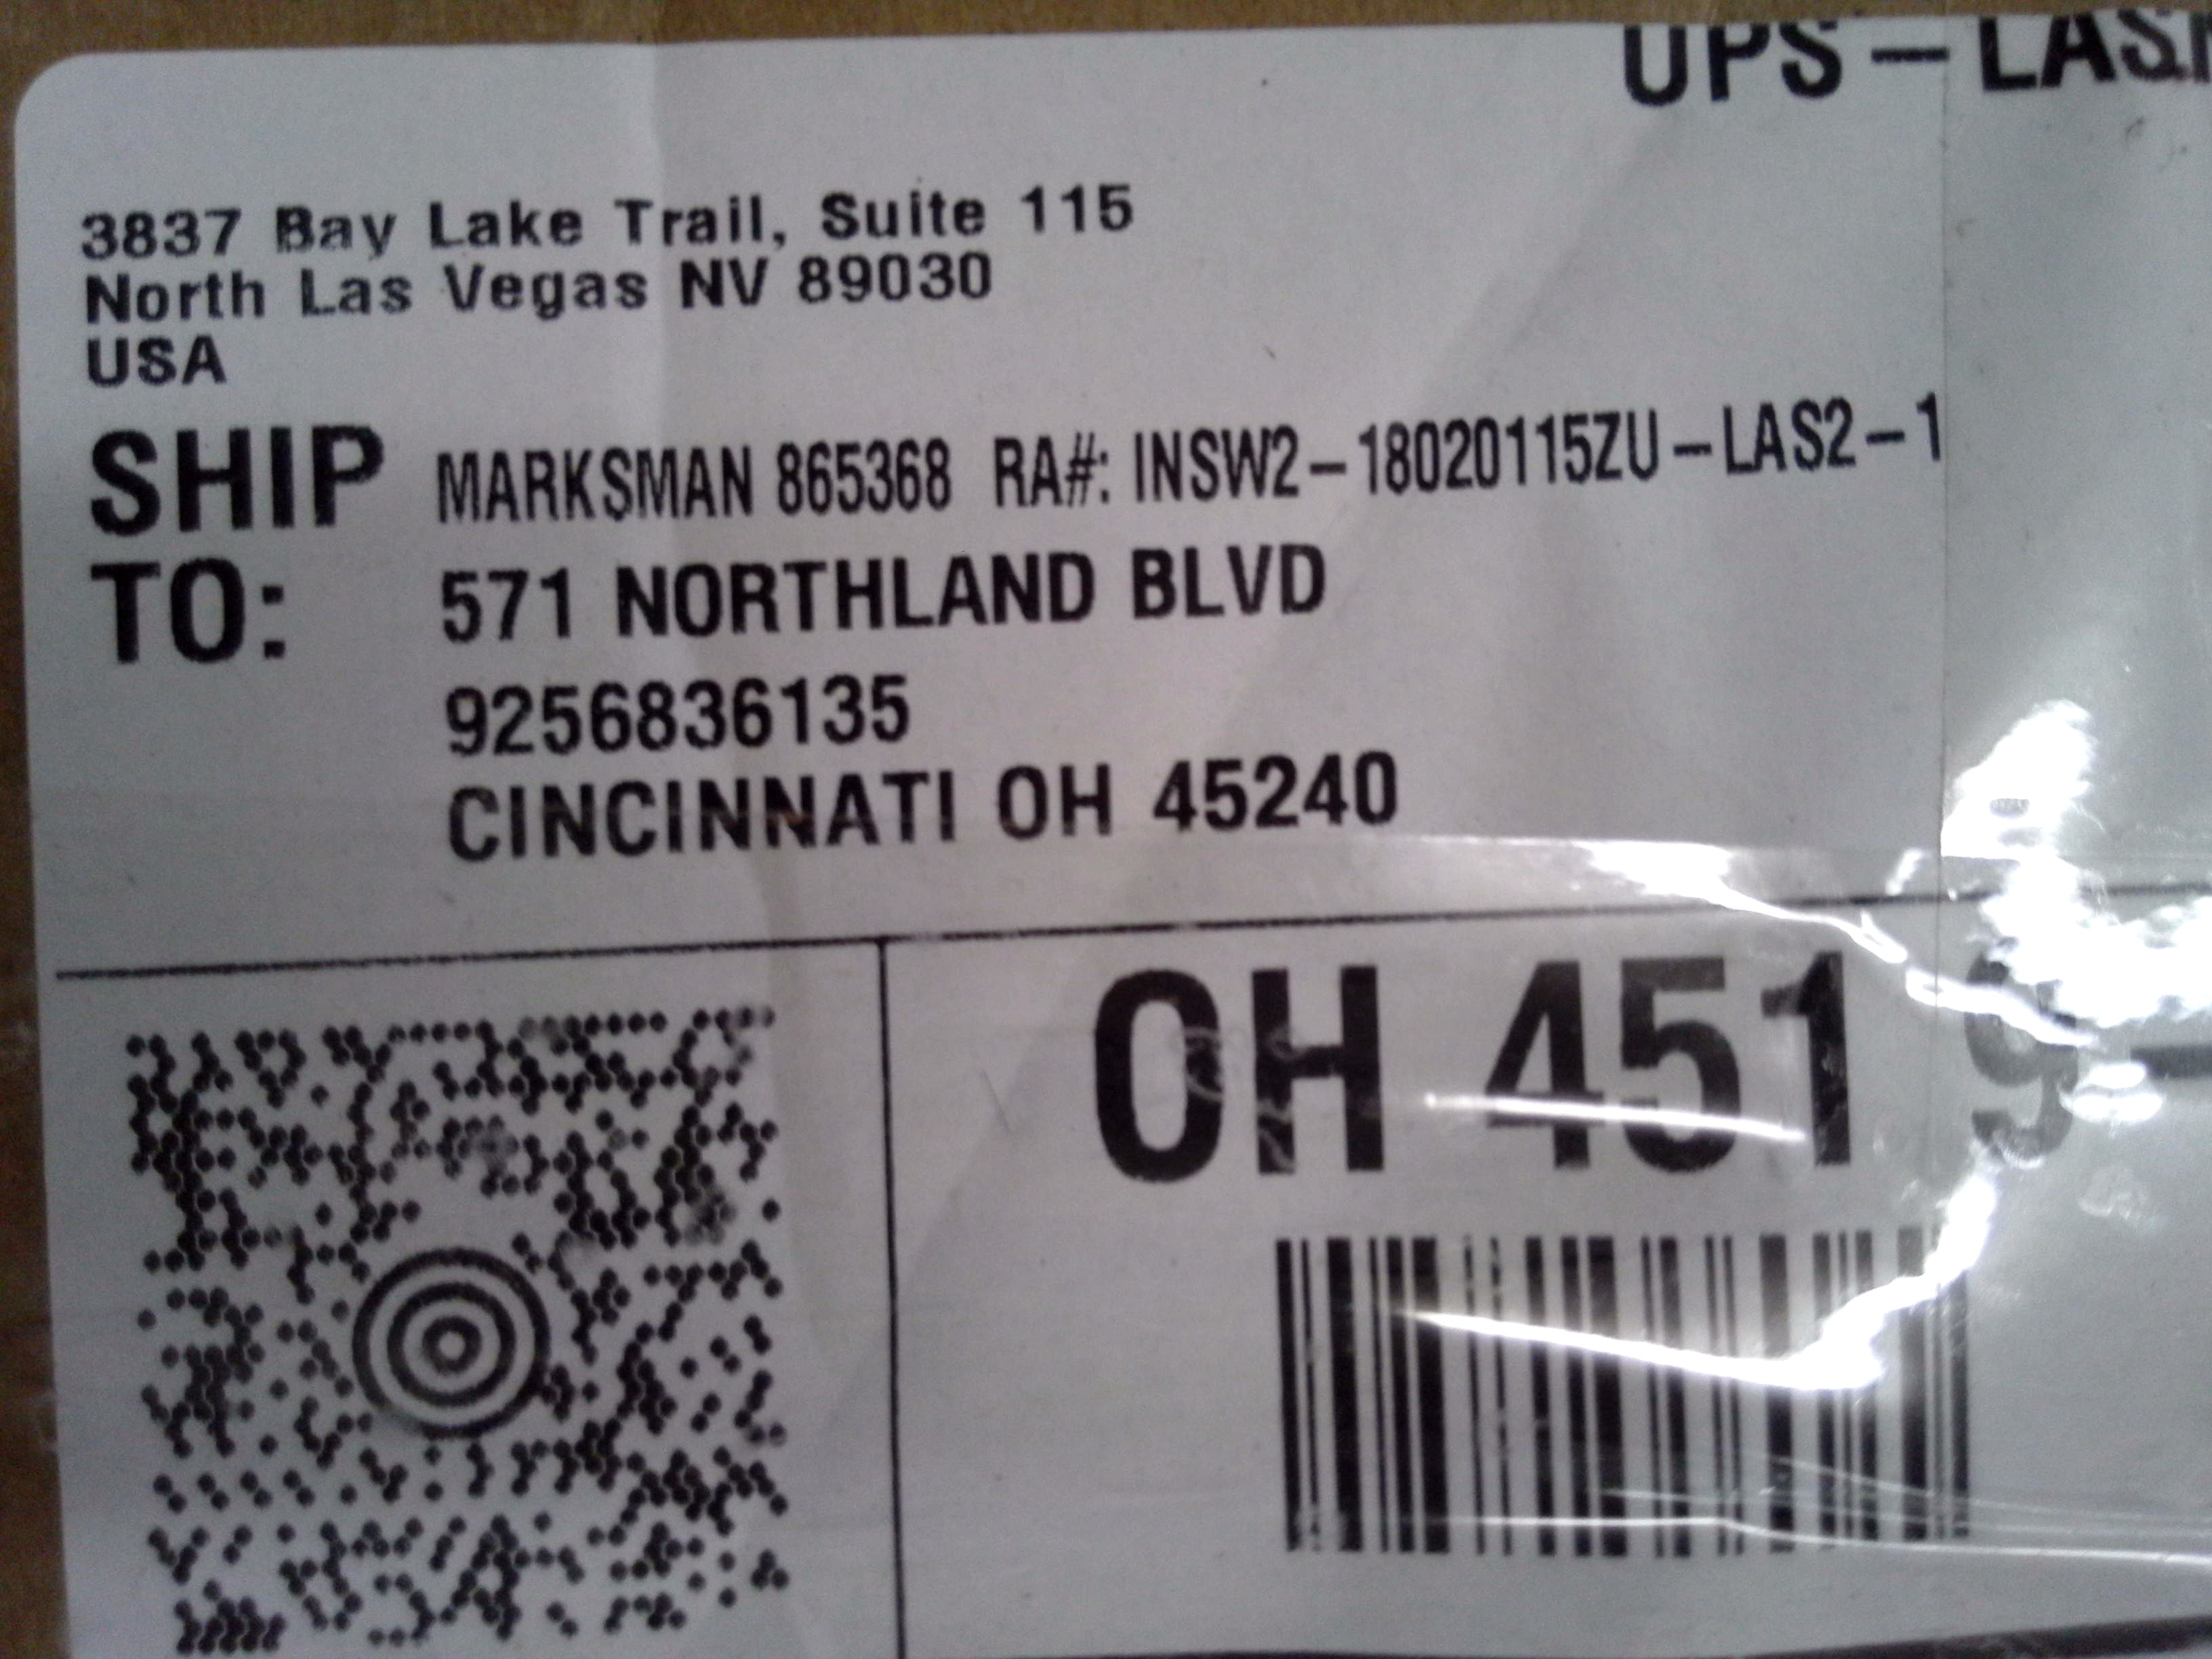 UPS – LAS
3837 Bay Lake Trail, Suite 115
North Las Vegas NV 89030
USA
SHIP TO:
MARKSMAN 865368 RA#: INSW2–18020115ZU–LAS2–1
571 NORTHLAND BLVD
9256836135
CINCINNATI OH 45240
OH 451 9